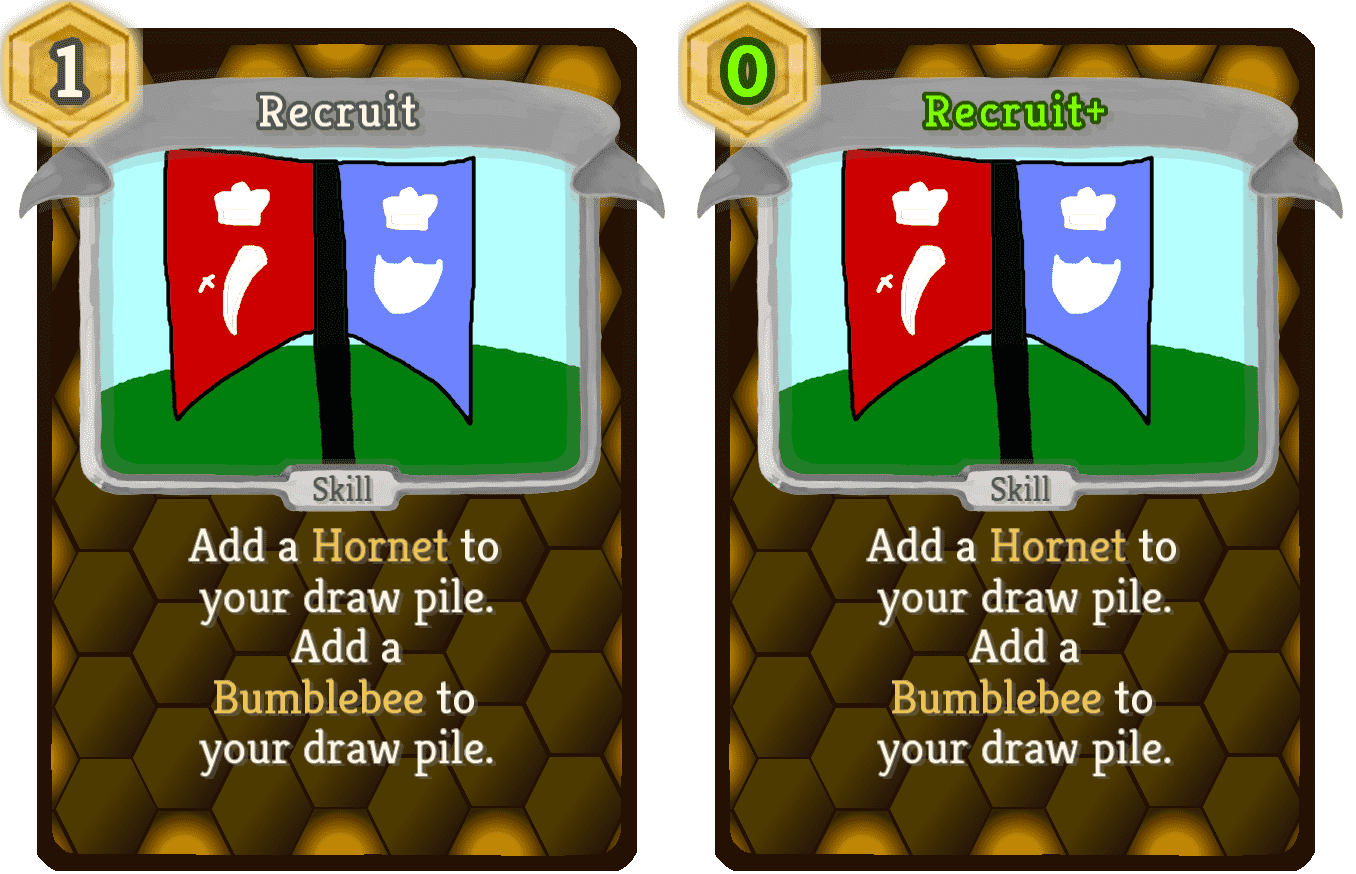 1
Recruit
Skill
Add a Hornet to
your draw pile.
Add a
Bumblebee to
your draw pile.
0
Recruit+
Skill
Add a Hornet to
your draw pile.
Add a
Bumblebee to
your draw pile.